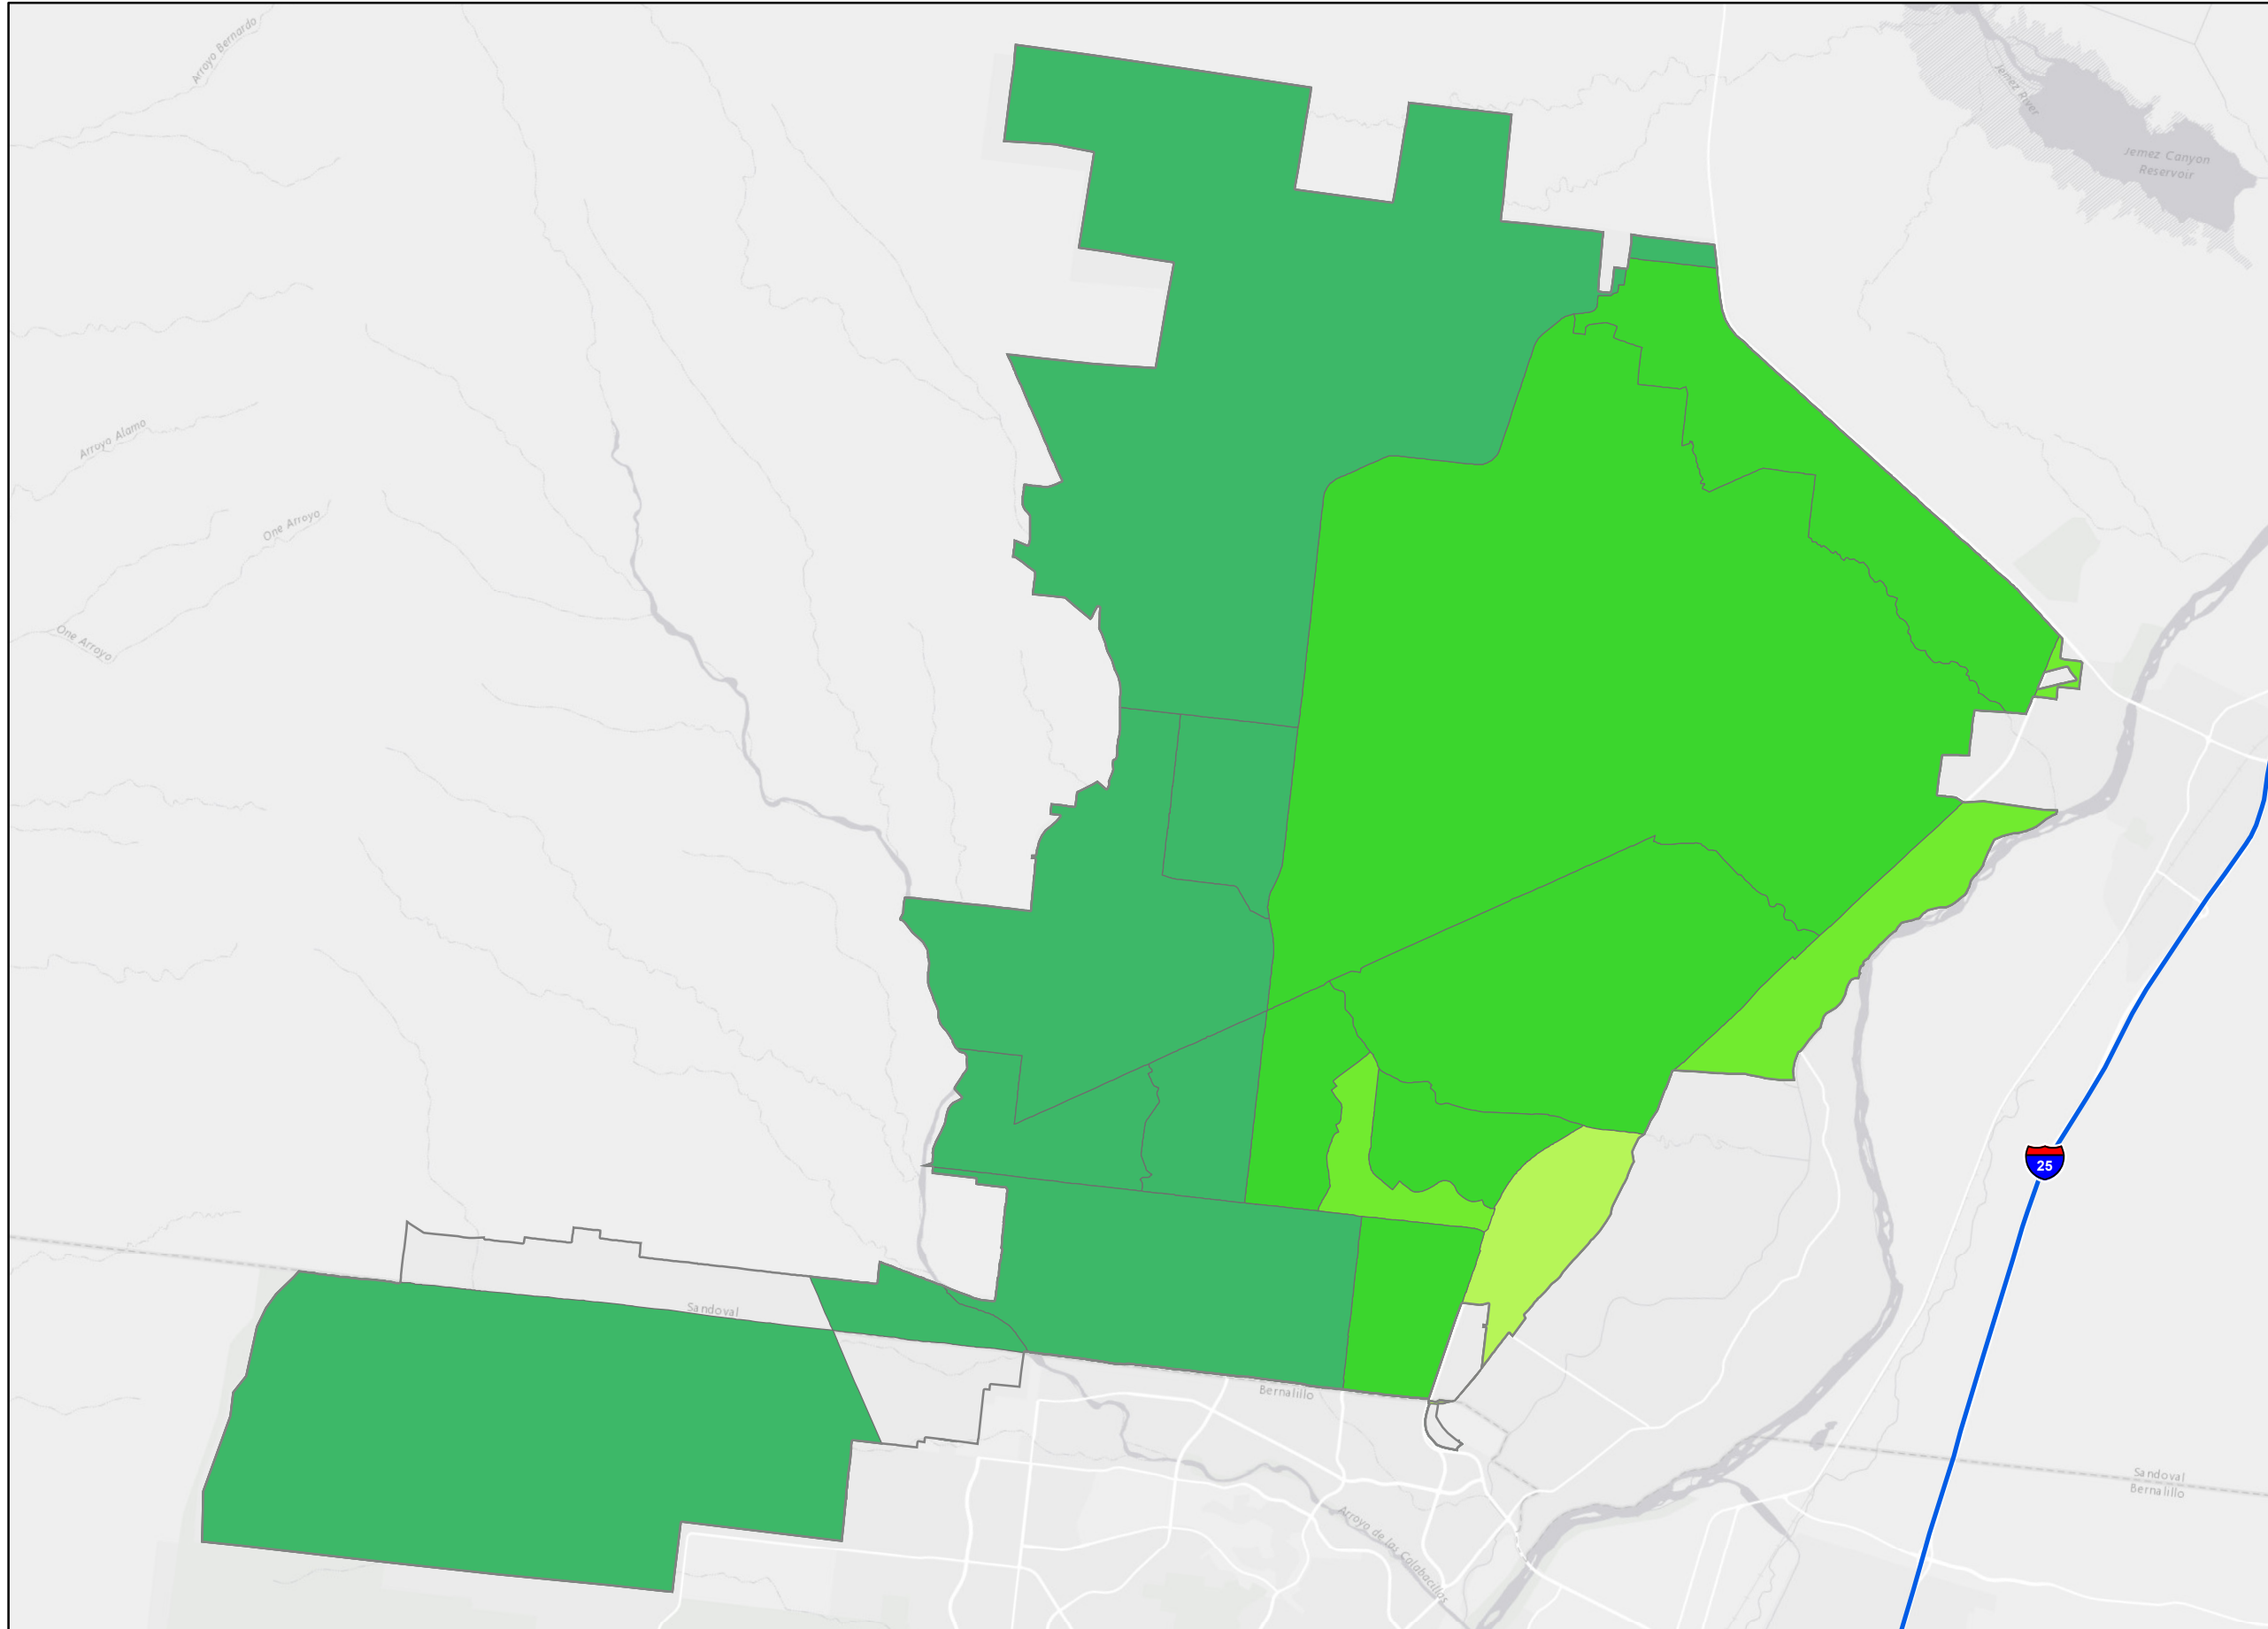 Arroyo Bernardo
Jemez River
Jemez Canyon
Reservoir
Arroyo Alamo
One Arroyo
One Arroyo
25
Sandoval
Bernalillo
Sandoval
Bernalillo
Arroyo de las Calabacillas